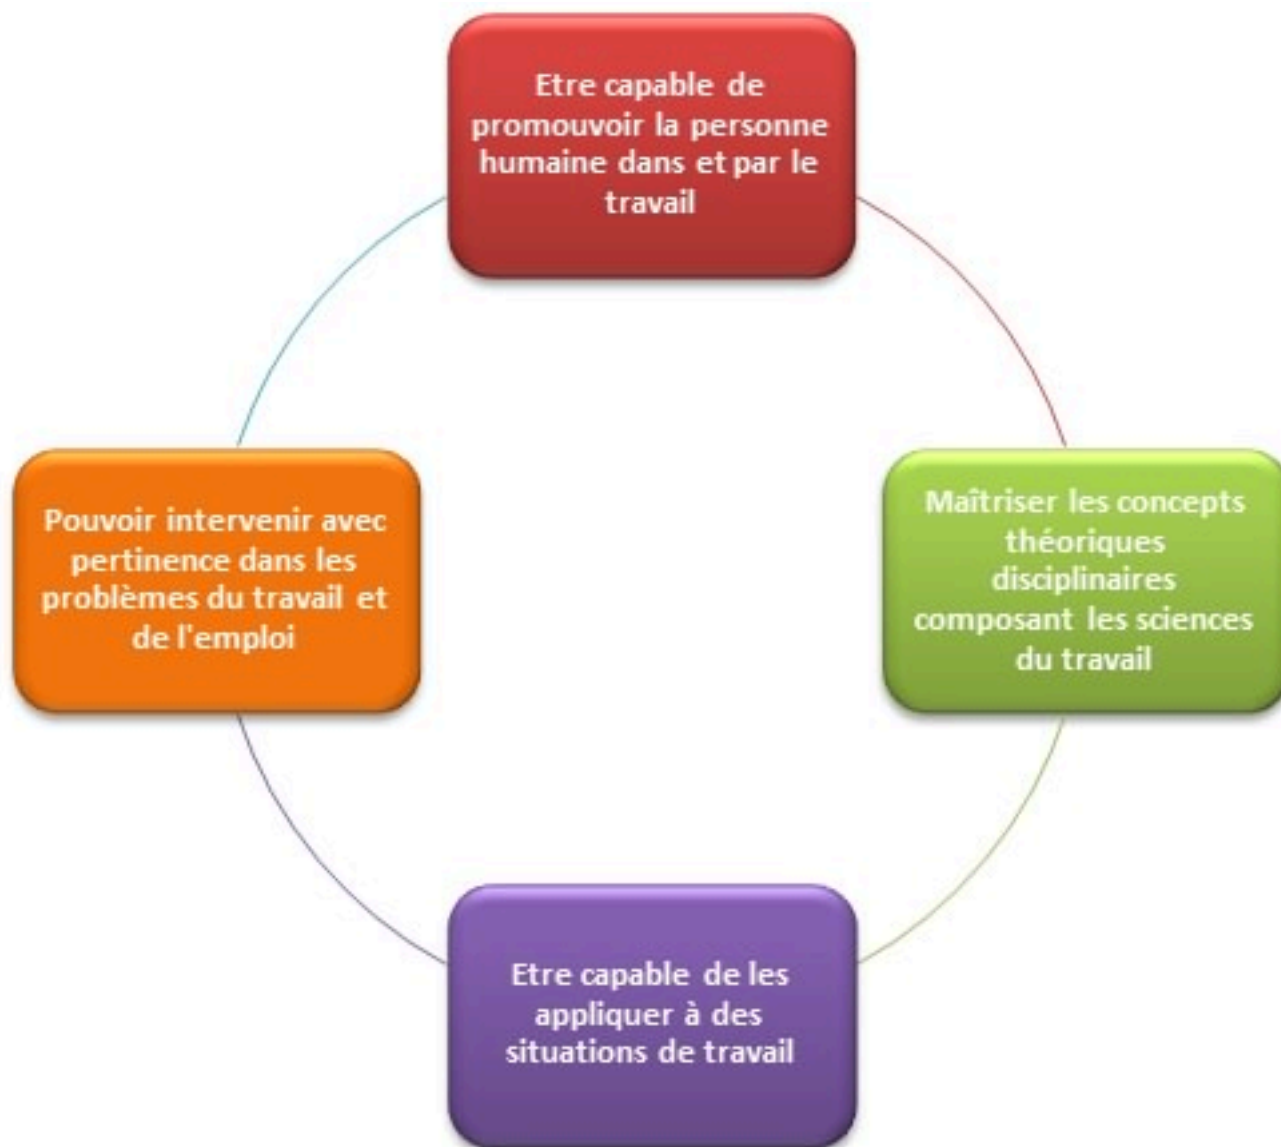 Etre capable de
promouvoir la personne
humaine dans et par le
travail
Pouvoir intervenir avec
pertinence dans les
problèmes du travail et
de l'emploi
Maîtriser les concepts
théoriques
disciplinaires
composant les sciences
du travail
Etre capable de les
appliquer à des
situations de travail